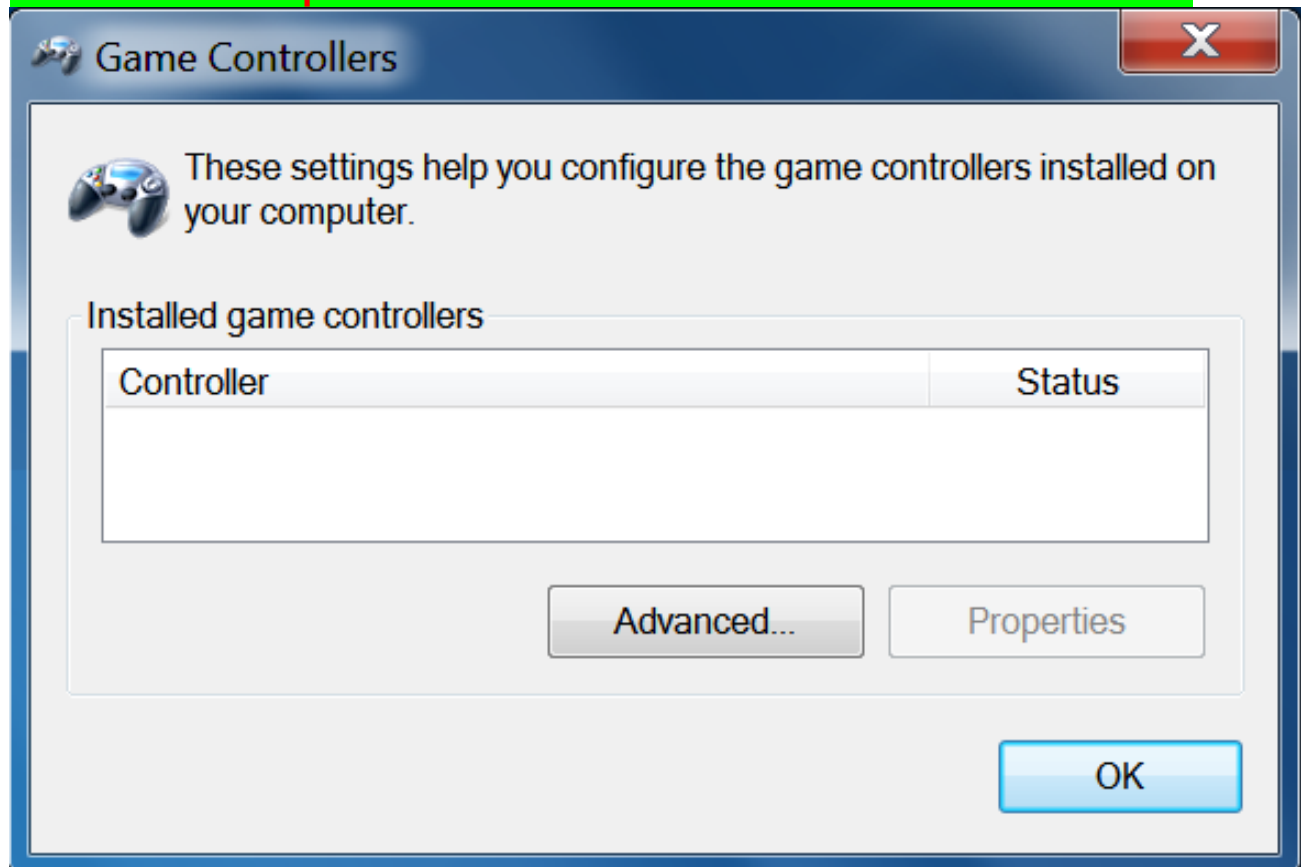 Game Controllers
These settings help you configure the game controllers installed on
your computer.
Installed game controllers
Controller Status
Advanced... Properties
OK